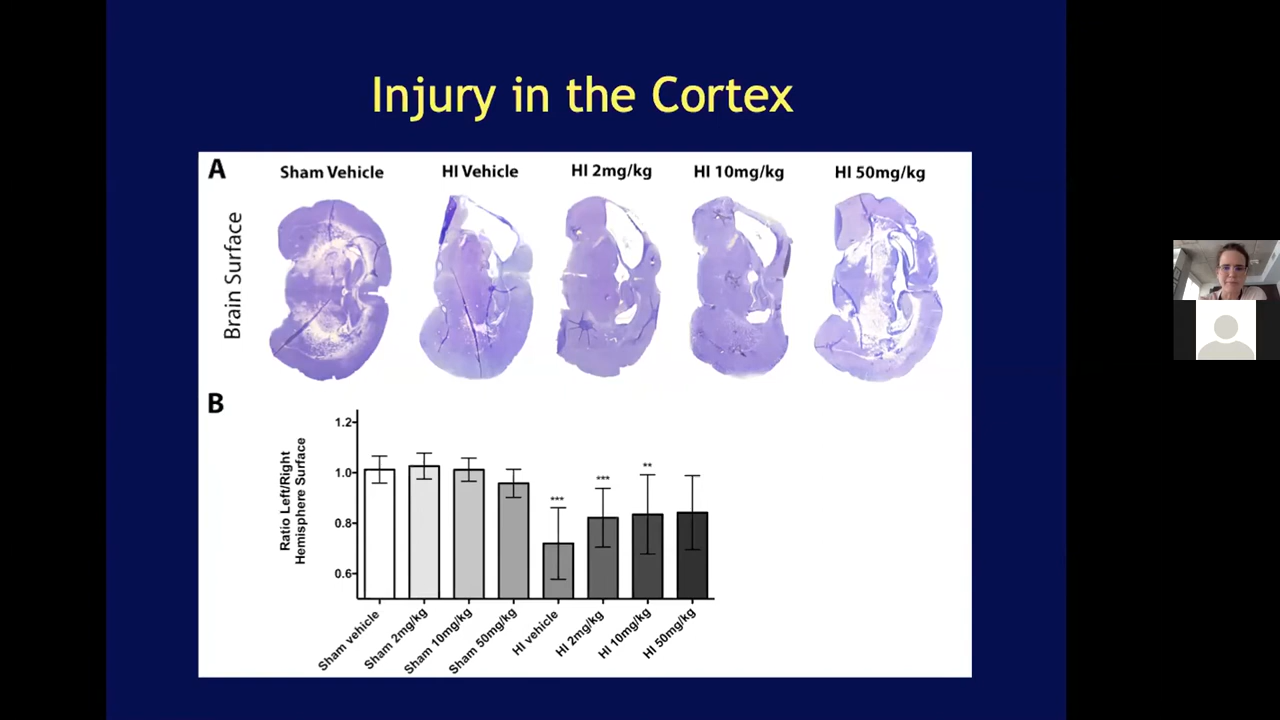 Injury in the Cortex
A
Sham Vehicle
HI Vehicle
HI 2mg/kg
HI 10mg/kg
HI 50mg/kg
Brain Surface
B
Ratio Left/Right
Hemisphere Surface
1.2
1.0
0.8
0.6
***
***
**
Sham vehicle
Sham 2mg/kg
Sham 10mg/kg
Sham 50mg/kg
HI vehicle
HI 2mg/kg
HI 10mg/kg
HI 50mg/kg